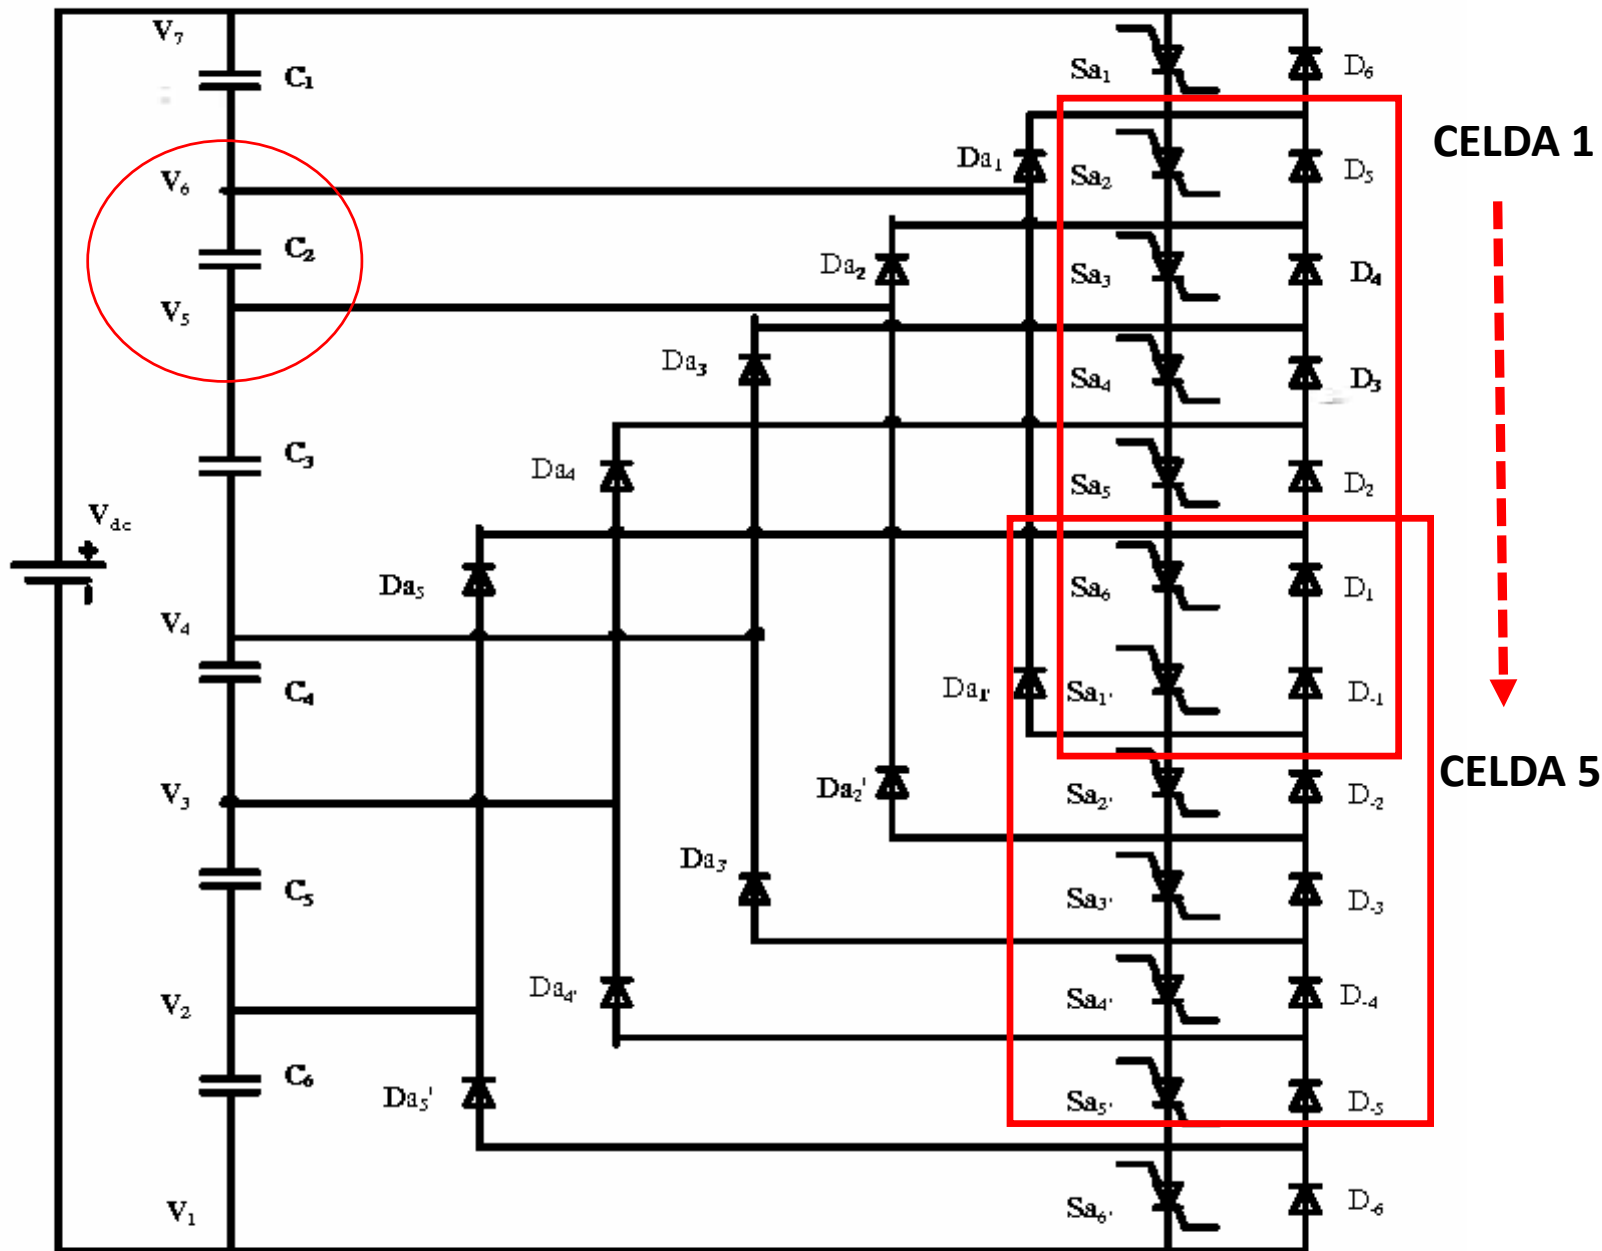 V₇
C₁
Sa₁
D₆
CELDA 1
V₆
Da₁
Sa₂
D₅
C₂
Da₂
Sa₃
D₄
V₅
Da₃
Sa₄
D₃
C₃
Da₄
Sa₅
D₂
V_dc
+
-
Da₅
Sa₆
D₁
V₄
C₄
Da₁'
Sa₁'
D₋₁
CELDA 5
V₃
Da₂'
Sa₂'
D₋₂
C₅
Da₃'
Sa₃'
D₋₃
V₂
Da₄'
Sa₄'
D₋₄
C₆
Da₅'
Sa₅'
D₋₅
V₁
Sa₆'
D₋₆